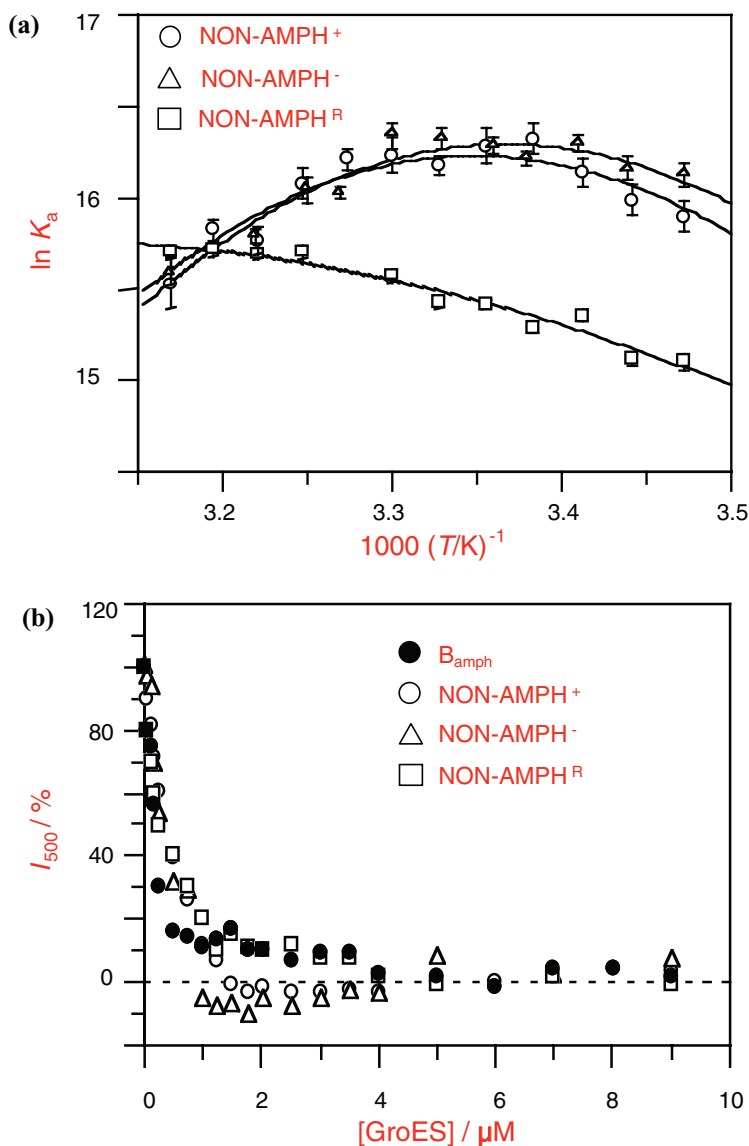 (a)
17
16
15
ln Ka
NON-AMPH+
NON-AMPH-
NON-AMPH R
3.2 3.3 3.4 3.5
1000 (T/K)-1
(b)
120
80
40
0
I500 / %
Bamph
NON-AMPH+
NON-AMPH-
NON-AMPH R
0 2 4 6 8 10
[GroES] / μM